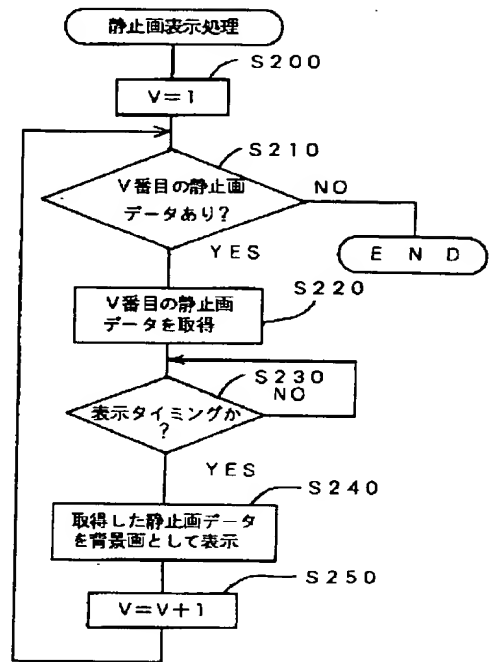 静止画表示処理
S200
V=1
S210
V番目の静止画
データあり?
NO
YES
END
S220
V番目の静止画
データを取得
S230
NO
表示タイミングか
?
YES
S240
取得した静止画データ
を背景画として表示
S250
V=V+1